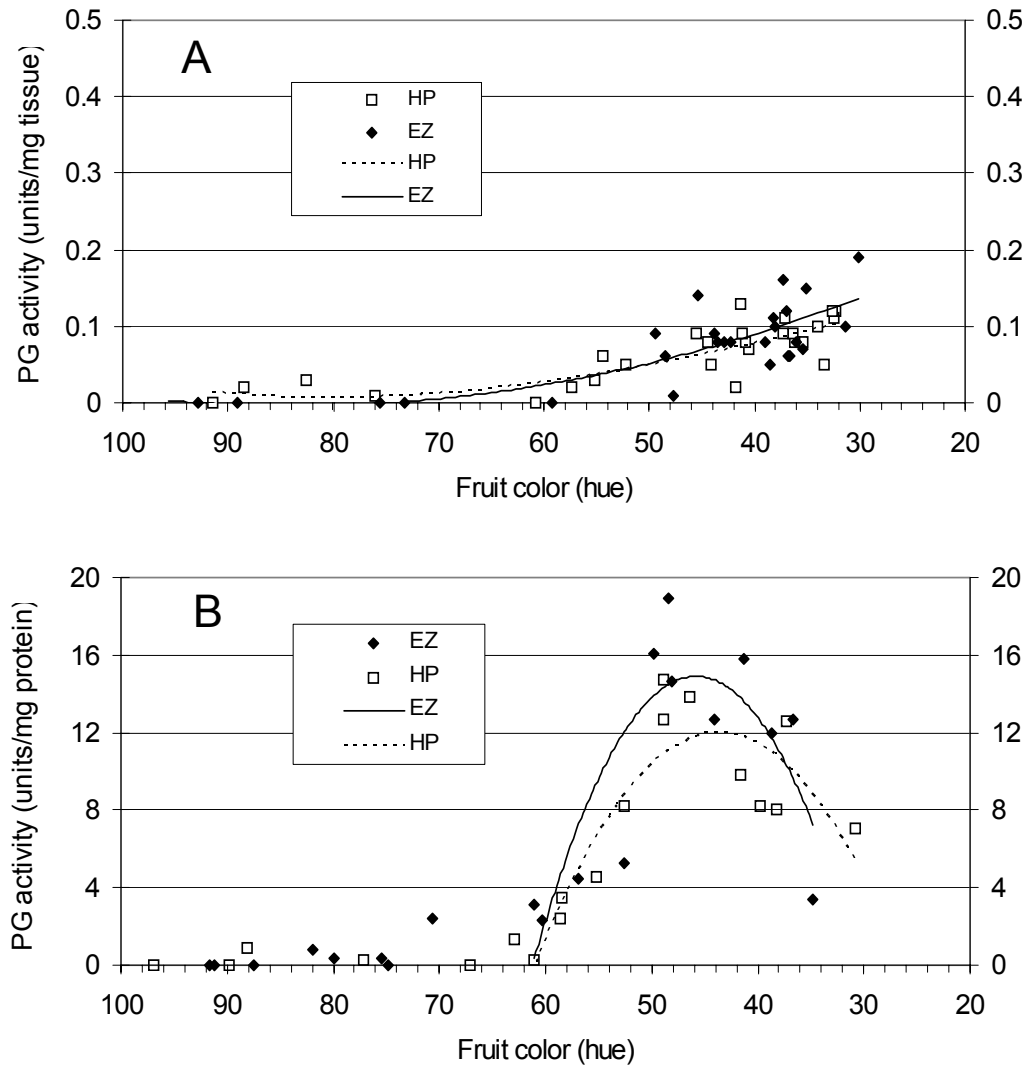 A
PG activity (units/mg tissue)
0.5 0.5
0.4 0.4
0.3 0.3
0.2 0.2
0.1 0.1
0 0
HP
EZ
HP
EZ
100 90 80 70 60 50 40 30 20
Fruit color (hue)
B
PG activity (units/mg protein)
20 20
16 16
12 12
8 8
4 4
0 0
EZ
HP
EZ
HP
100 90 80 70 60 50 40 30 20
Fruit color (hue)